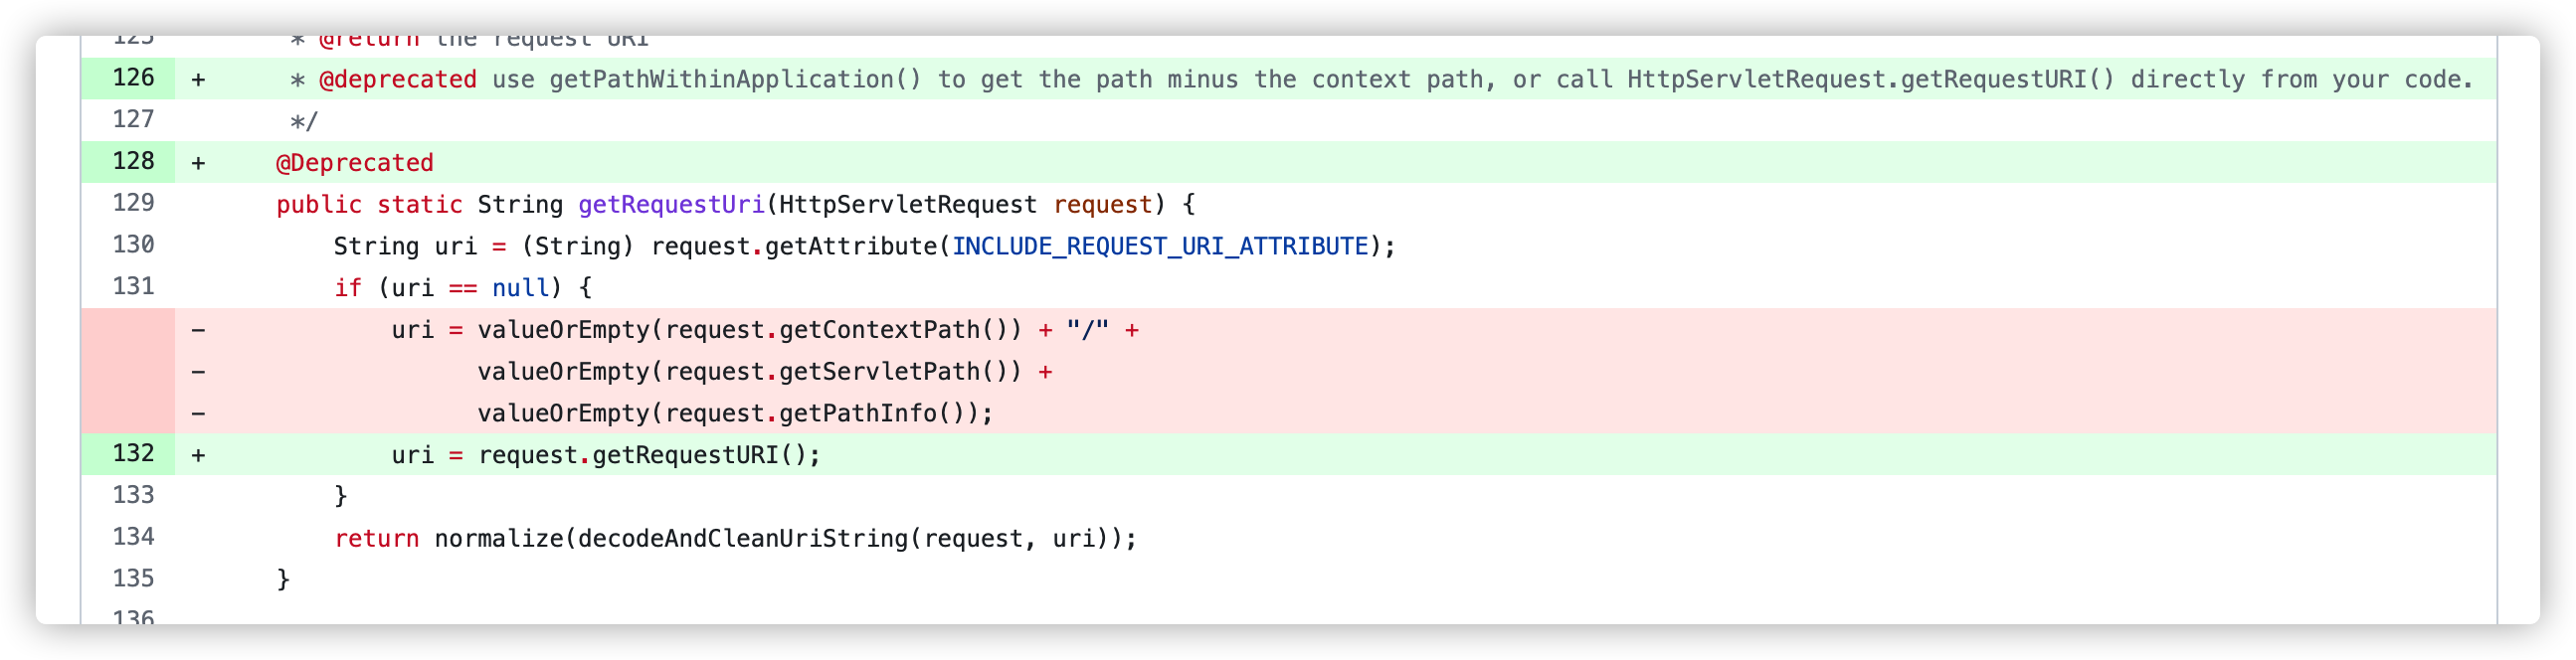 125 * @return the request URI
126 + * @deprecated use getPathWithinApplication() to get the path minus the context path, or call HttpServletRequest.getRequestURI() directly from your code.
127 */
128 + @Deprecated
129 public static String getRequestUri(HttpServletRequest request) {
130 String uri = (String) request.getAttribute(INCLUDE_REQUEST_URI_ATTRIBUTE);
131 if (uri == null) {
− uri = valueOrEmpty(request.getContextPath()) + "/" +
− valueOrEmpty(request.getServletPath()) +
− valueOrEmpty(request.getPathInfo());
132 + uri = request.getRequestURI();
133 }
134 return normalize(decodeAndCleanUriString(request, uri));
135 }
136